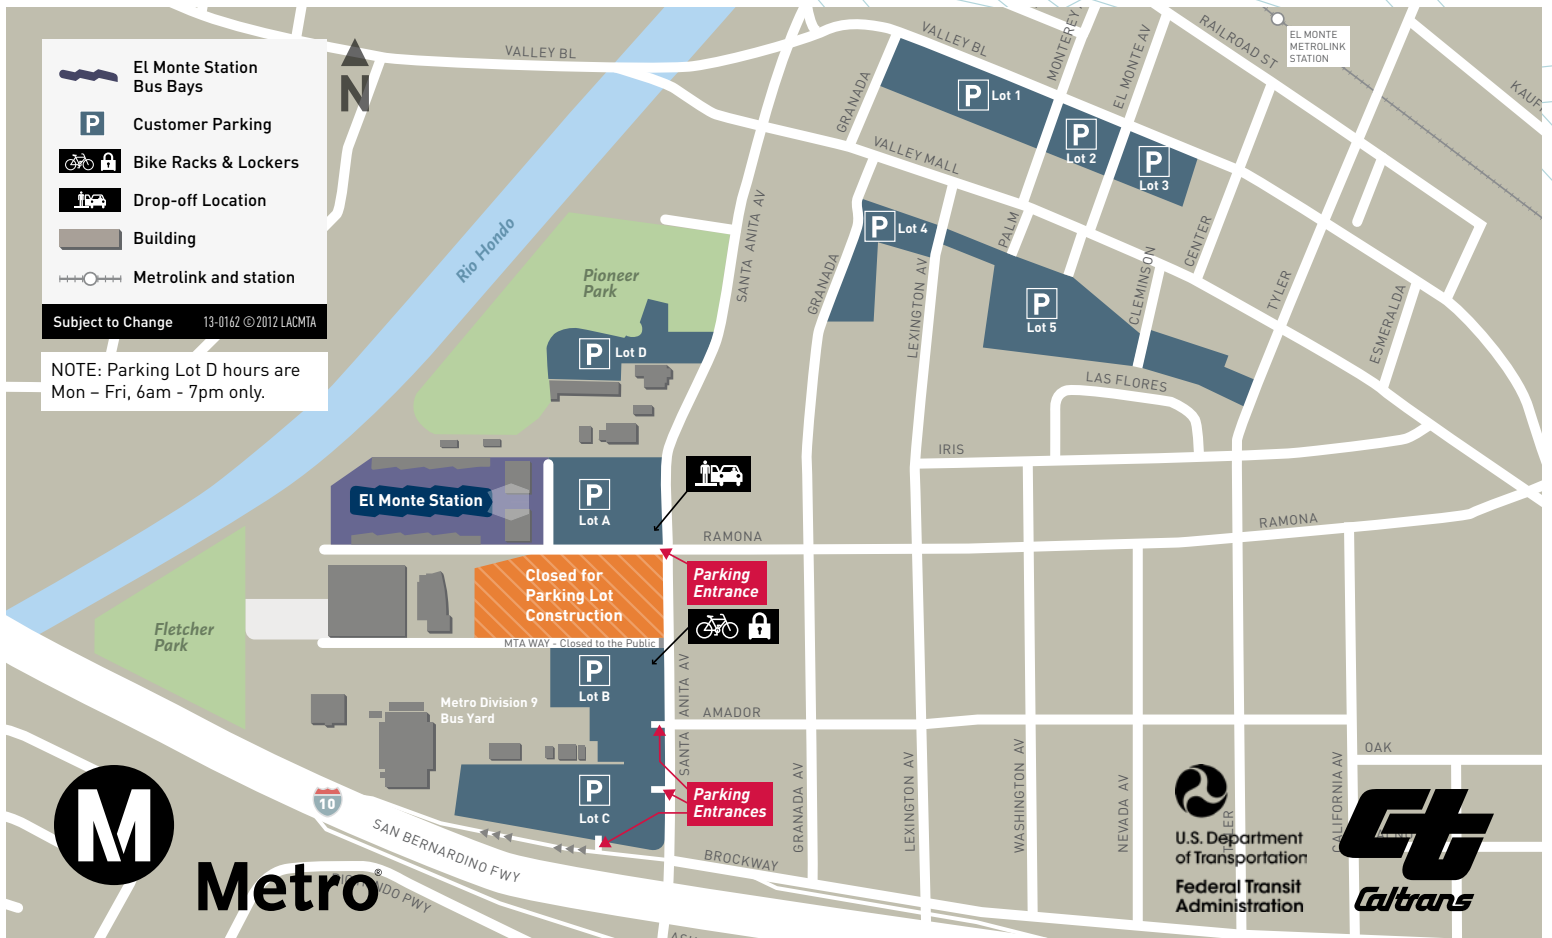 El Monte Station
Bus Bays
Customer Parking
Bike Racks & Lockers
Drop-off Location
Building
Metrolink and station
Subject to Change
13-0162 ©2012 LACMTA
NOTE: Parking Lot D hours are
Mon – Fri, 6am - 7pm only.
N
VALLEY BL
VALLEY BL
MONTEREY
EL MONTE AV
RAILROAD ST
EL MONTE
METROLINK
STATION
GRANADA
P Lot 1
P
Lot 2
P
Lot 3
VALLEY MALL
Rio Hondo
Pioneer
Park
SANTA ANITA AV
P Lot 4
PALM
CENTER
CLEMINSON
TYLER
ESMERALDA
GRANADA
LEXINGTON AV
P
Lot 5
P Lot D
LAS FLORES
IRIS
El Monte Station
P
Lot A
RAMONA
RAMONA
Closed for
Parking Lot
Construction
Parking
Entrance
Fletcher
Park
MTA WAY - Closed to the Public
P
Lot B
Metro Division 9
Bus Yard
SANTA ANITA AV
AMADOR
SANTA
OAK
P
Lot C
Parking
Entrances
GRANADA AV
LEXINGTON AV
WASHINGTON AV
NEVADA AV
TYLER
CALIFORNIA AV
10
SAN BERNARDINO FWY
BROCKWAY
PWY
M
Metro®
U.S. Department
of Transportation
Federal Transit
Administration
Ct
Caltrans